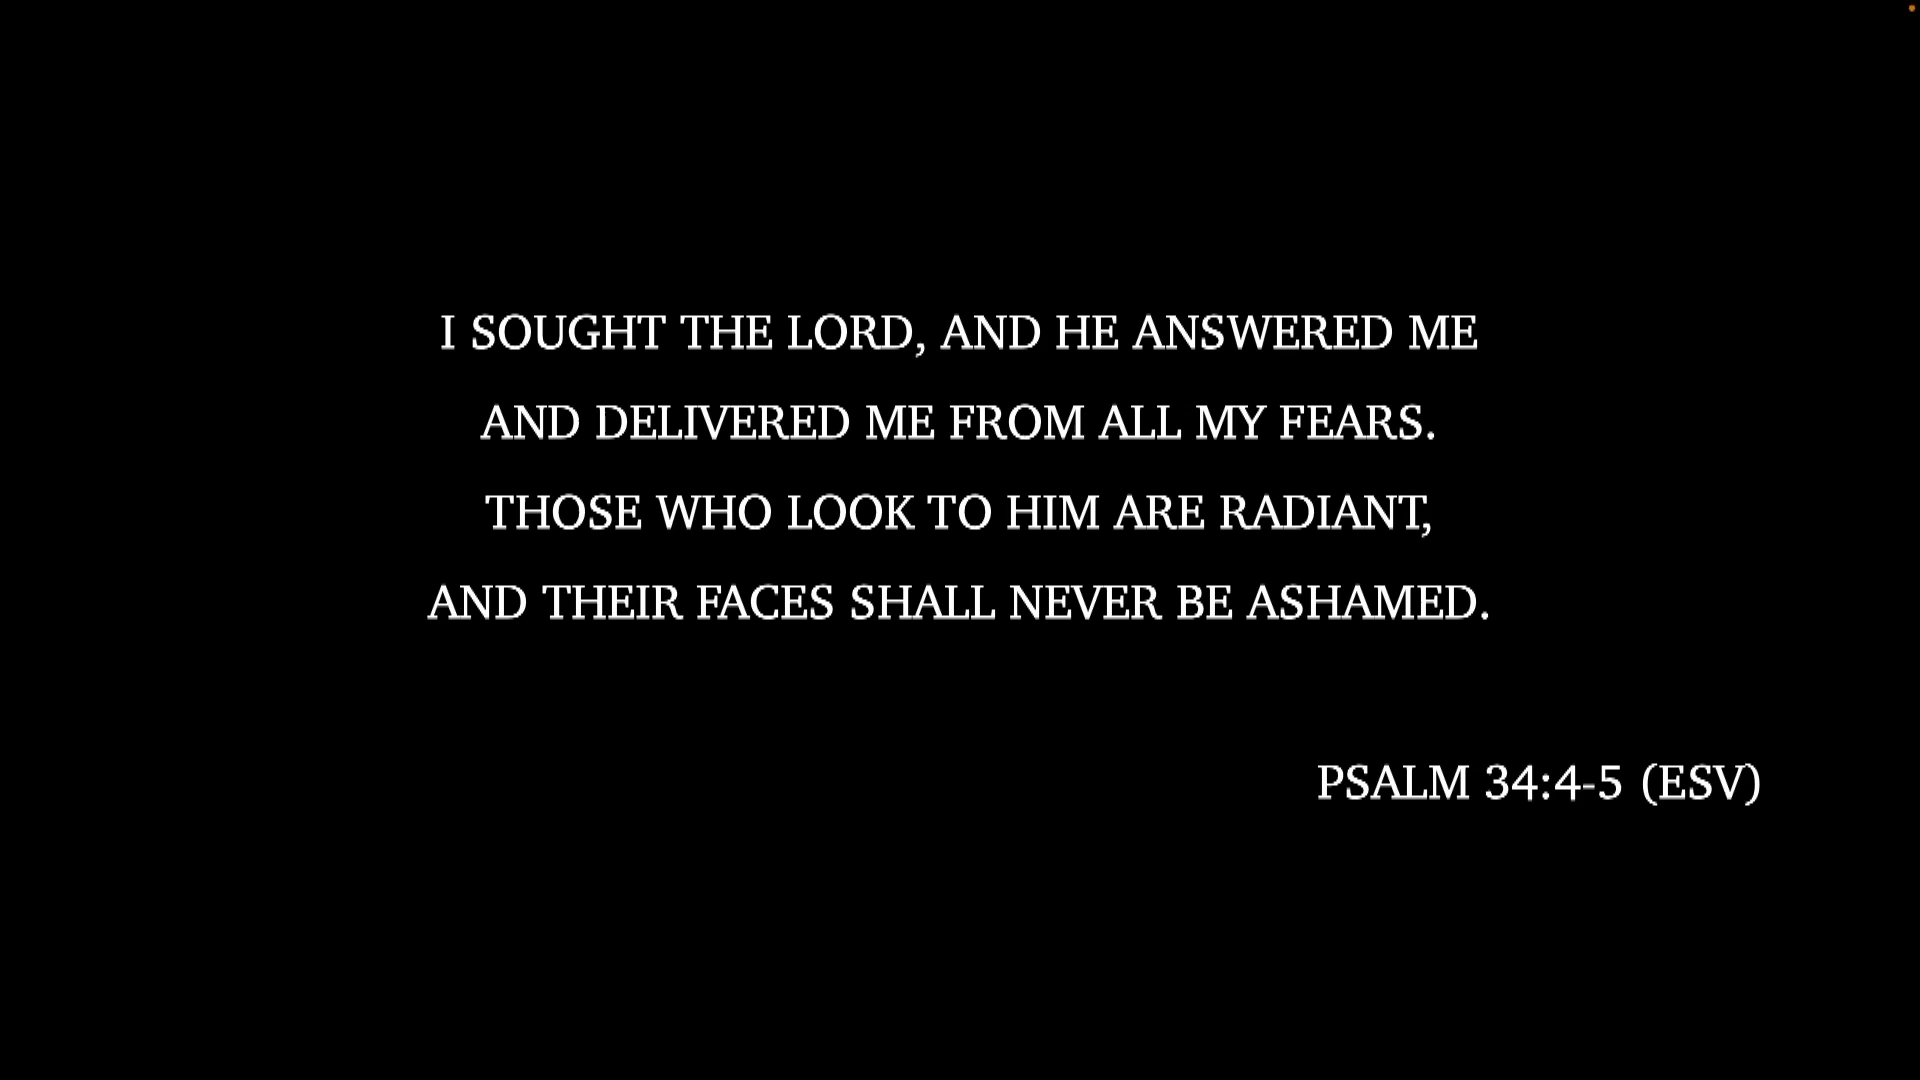 I SOUGHT THE LORD, AND HE ANSWERED ME
AND DELIVERED ME FROM ALL MY FEARS.
THOSE WHO LOOK TO HIM ARE RADIANT,
AND THEIR FACES SHALL NEVER BE ASHAMED.
PSALM 34:4-5 (ESV)